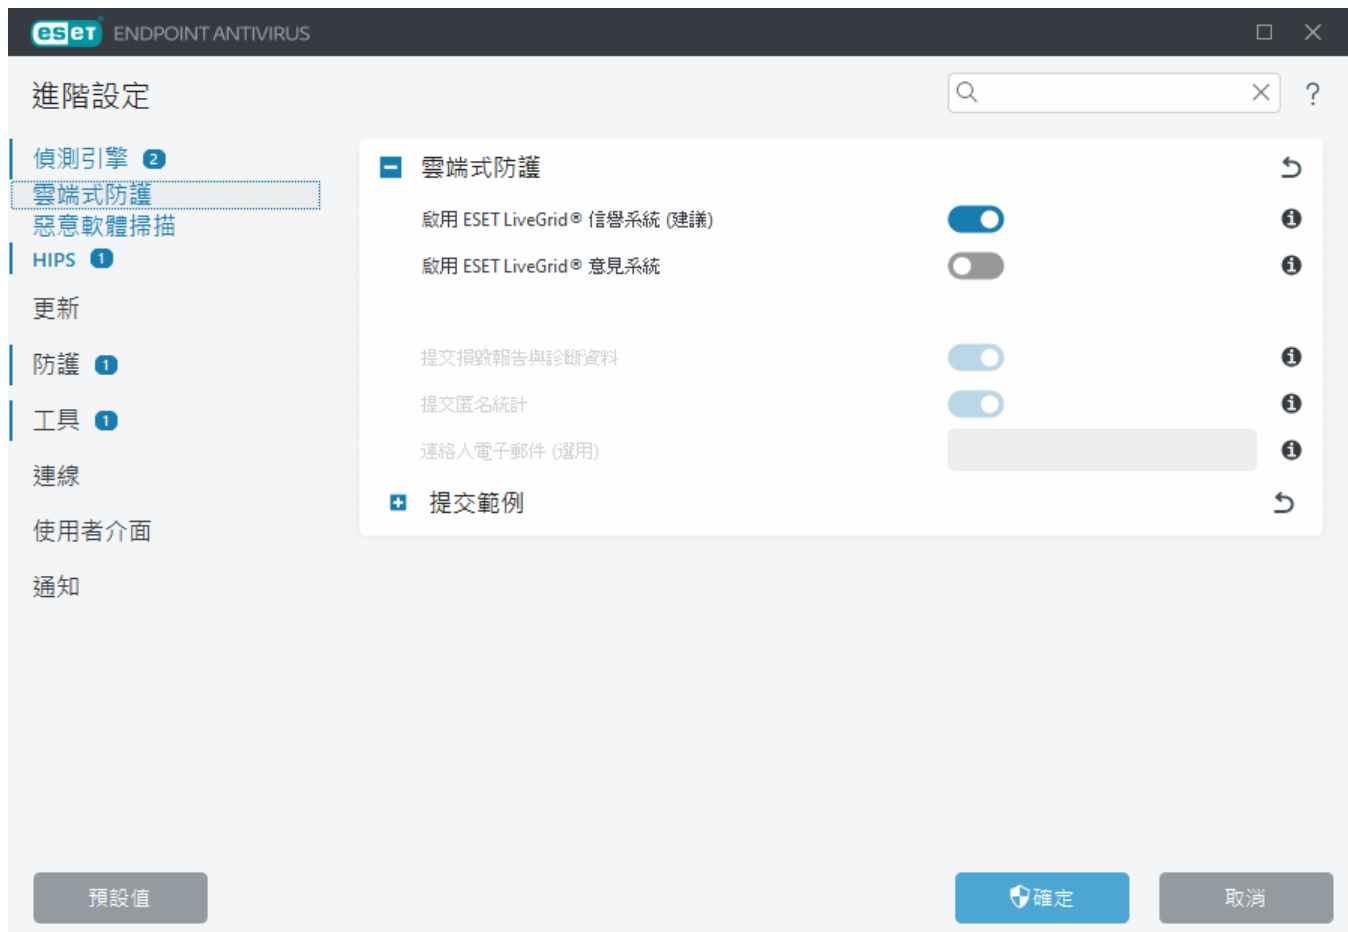 eset ENDPOINT ANTIVIRUS
進階設定
?
偵測引擎 2
雲端式防護
惡意軟體掃描
HIPS 1
更新
防護 1
工具 1
連線
使用者介面
通知
雲端式防護
啟用 ESET LiveGrid® 信譽系統 (建議)
啟用 ESET LiveGrid® 意見系統
提交損毀報告與診斷資料
提交匿名統計
連絡人電子郵件 (選用)
提交範例
預設值
確定
取消